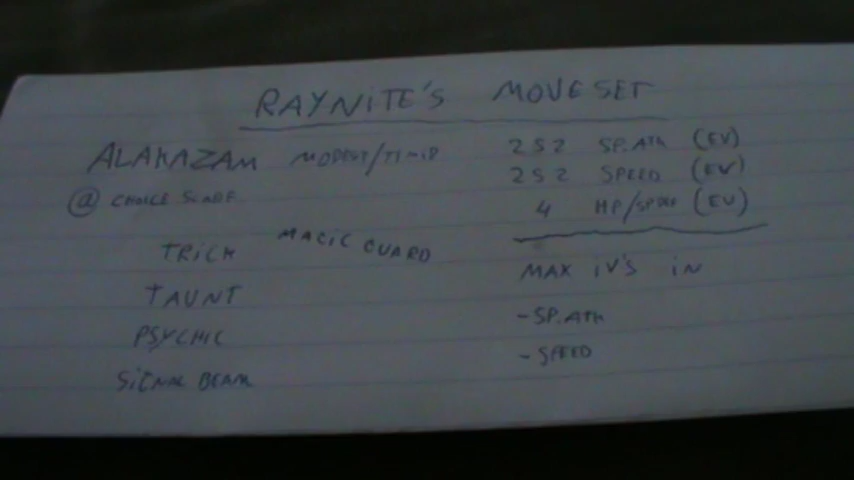 RAYNITE'S MOVESET
ALAKAZAM MODEST/TIMID
@ CHOICE SCARF
MAGIC GUARD
TRICK
TAUNT
PSYCHIC
SIGNAL BEAM
252 SP.ATK (EV)
252 SPEED (EV)
4 HP/SPDEF (EV)
MAX IV'S IN
-SP.ATK
-SPEED